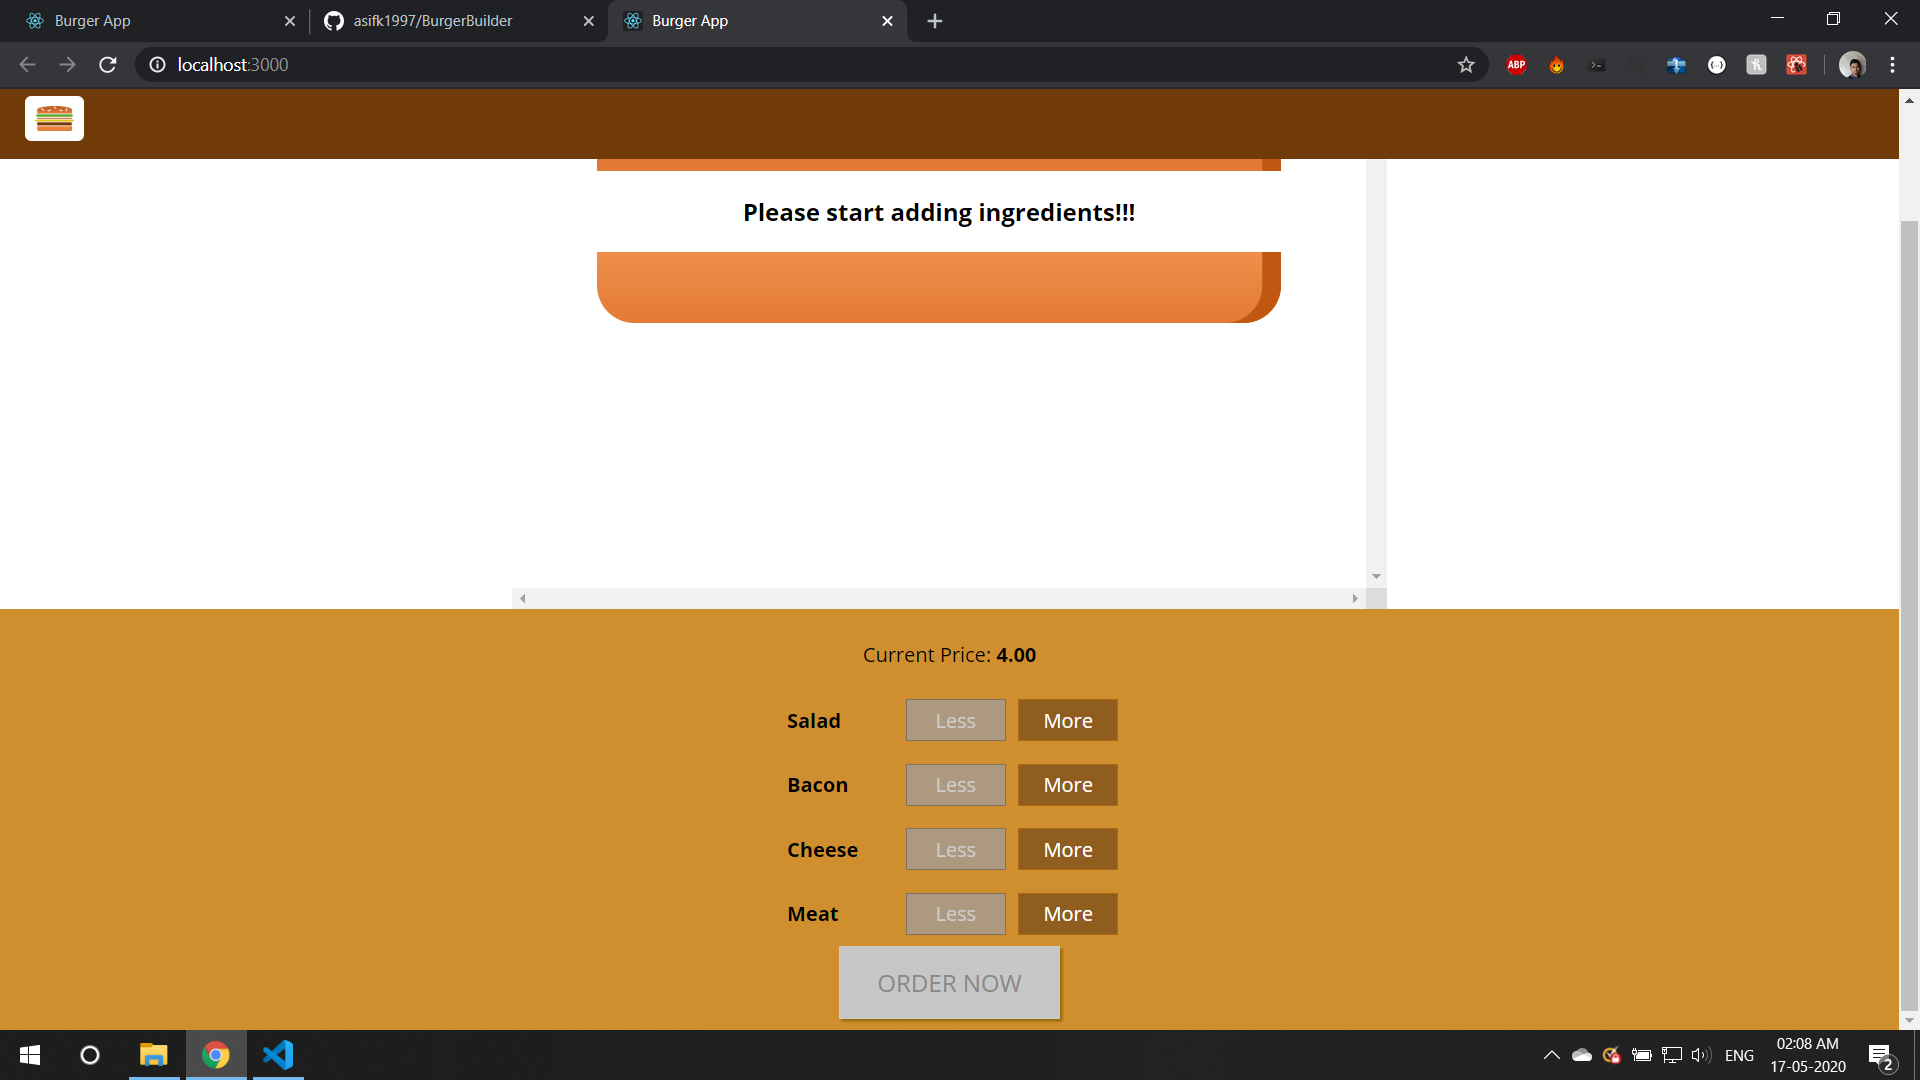 Burger App
asifk1997/BurgerBuilder
Burger App
localhost:3000
ABP
Please start adding ingredients!!!
Current Price: 4.00
Salad Less More
Bacon Less More
Cheese Less More
Meat Less More
ORDER NOW
ENG
02:08 AM
17-05-2020
2